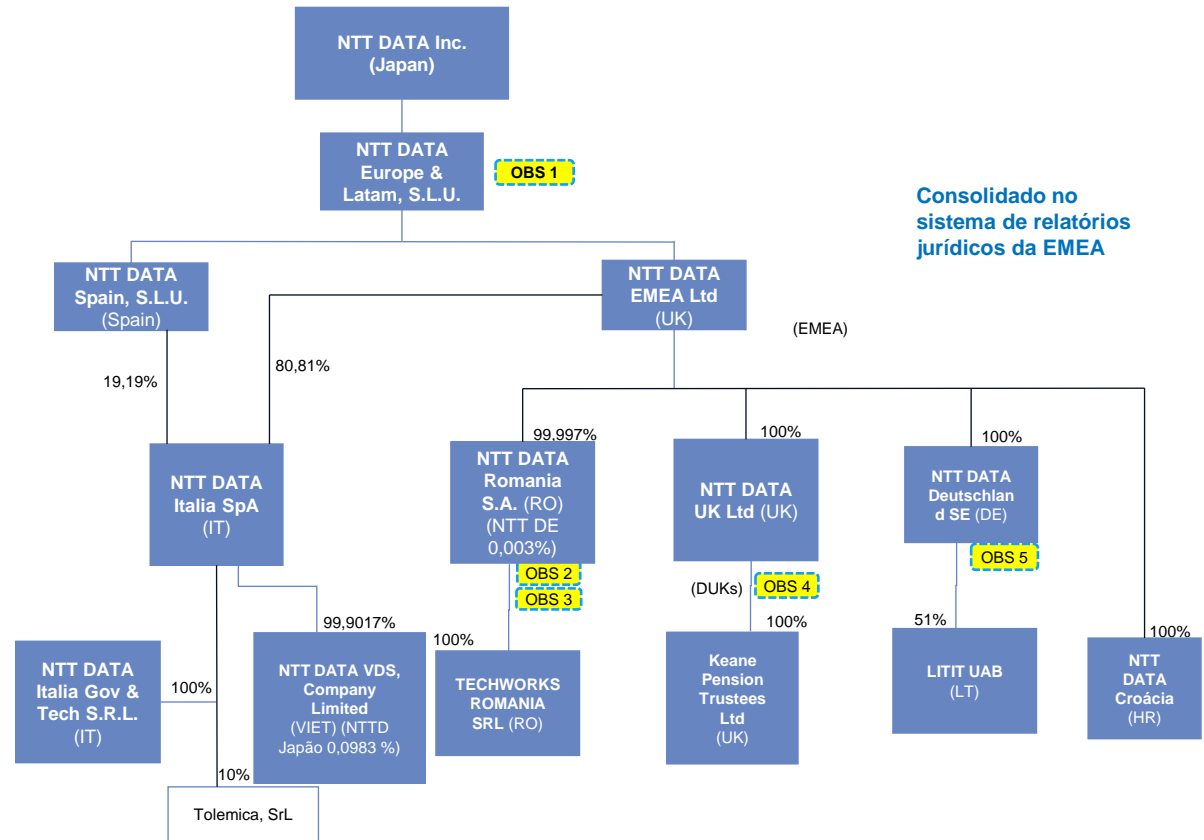 NTT DATA Inc.
(Japan)
NTT DATA
Europe &
Latam, S.L.U.
OBS 1
Consolidado no
sistema de relatórios
jurídicos da EMEA
NTT DATA
Spain, S.L.U.
(Spain)
NTT DATA
EMEA Ltd
(UK)
(EMEA)
19,19%
80,81%
NTT DATA
Italia SpA
(IT)
99,997%
NTT DATA
Romania
S.A. (RO)
(NTT DE
0,003%)
100%
NTT DATA
UK Ltd (UK)
100%
NTT DATA
Deutschlan
d SE (DE)
OBS 2
OBS 3
(DUKs)
OBS 4
OBS 5
100%
NTT DATA
Italia Gov &
Tech S.R.L.
(IT)
99,9017%
NTT DATA VDS,
Company
Limited
(VIET) (NTTD
Japão 0,0983 %)
100%
TECHWORKS
ROMANIA
SRL (RO)
100%
Keane
Pension
Trustees
Ltd
(UK)
51%
LITIT UAB
(LT)
100%
NTT
DATA
Croácia
(HR)
10%
Tolemica, SrL